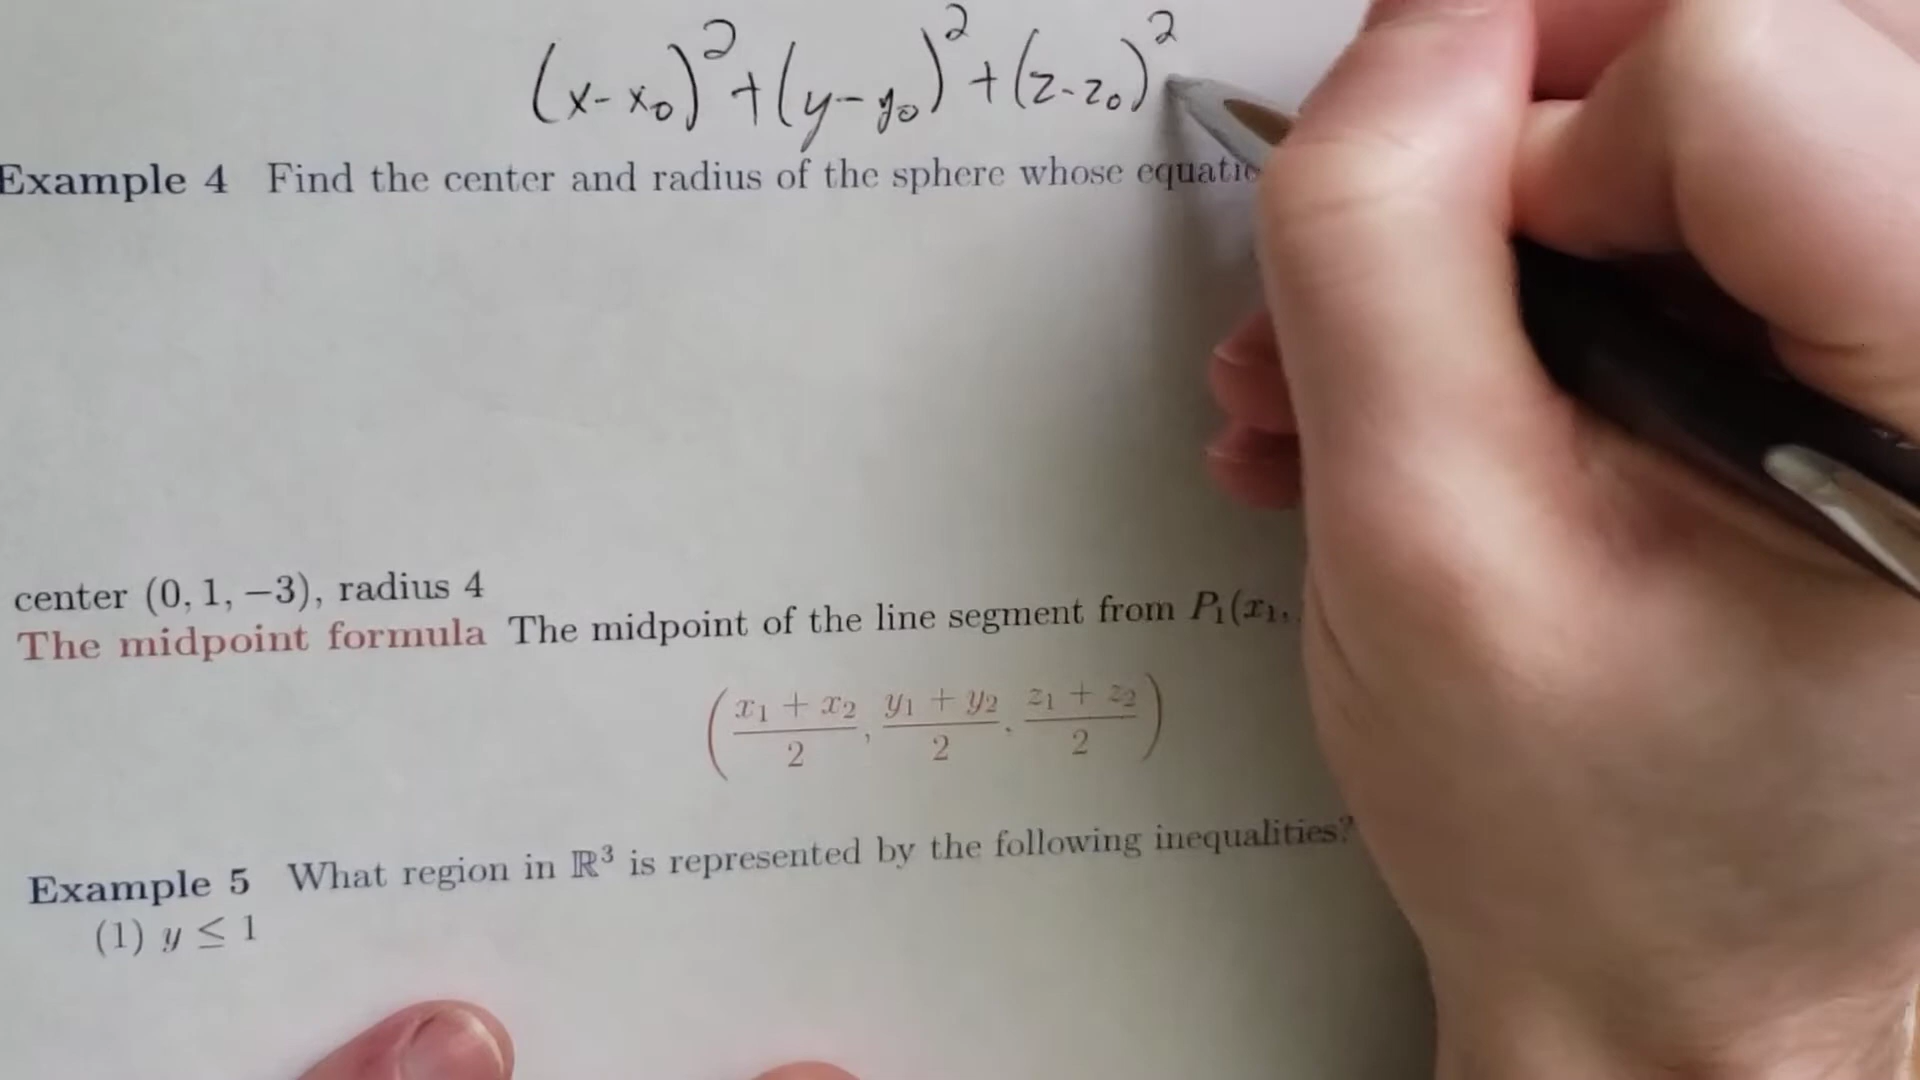 (x-x₀)² + (y-y₀)² + (z-z₀)²
Example 4 Find the center and radius of the sphere whose
center (0, 1, −3), radius 4
The midpoint formula The midpoint of the line segment from P₁(x₁,
(x₁ + x₂ / 2, y₁ + y₂ / 2, z₁ + z₂ / 2)
Example 5 What region in ℝ³ is represented by the following inequalities?
(1) y ≤ 1